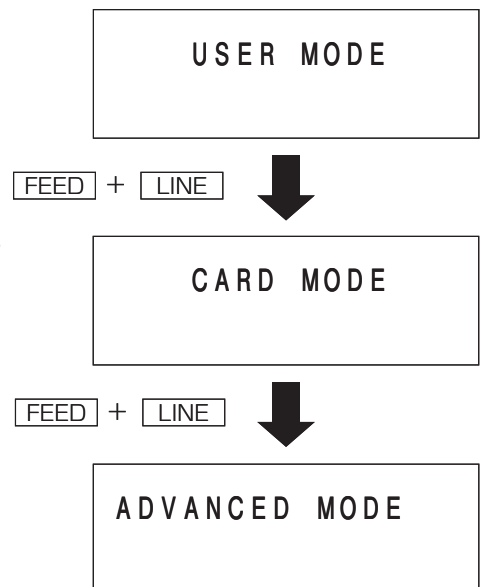 USER MODE
FEED + LINE
CARD MODE
FEED + LINE
ADVANCED MODE